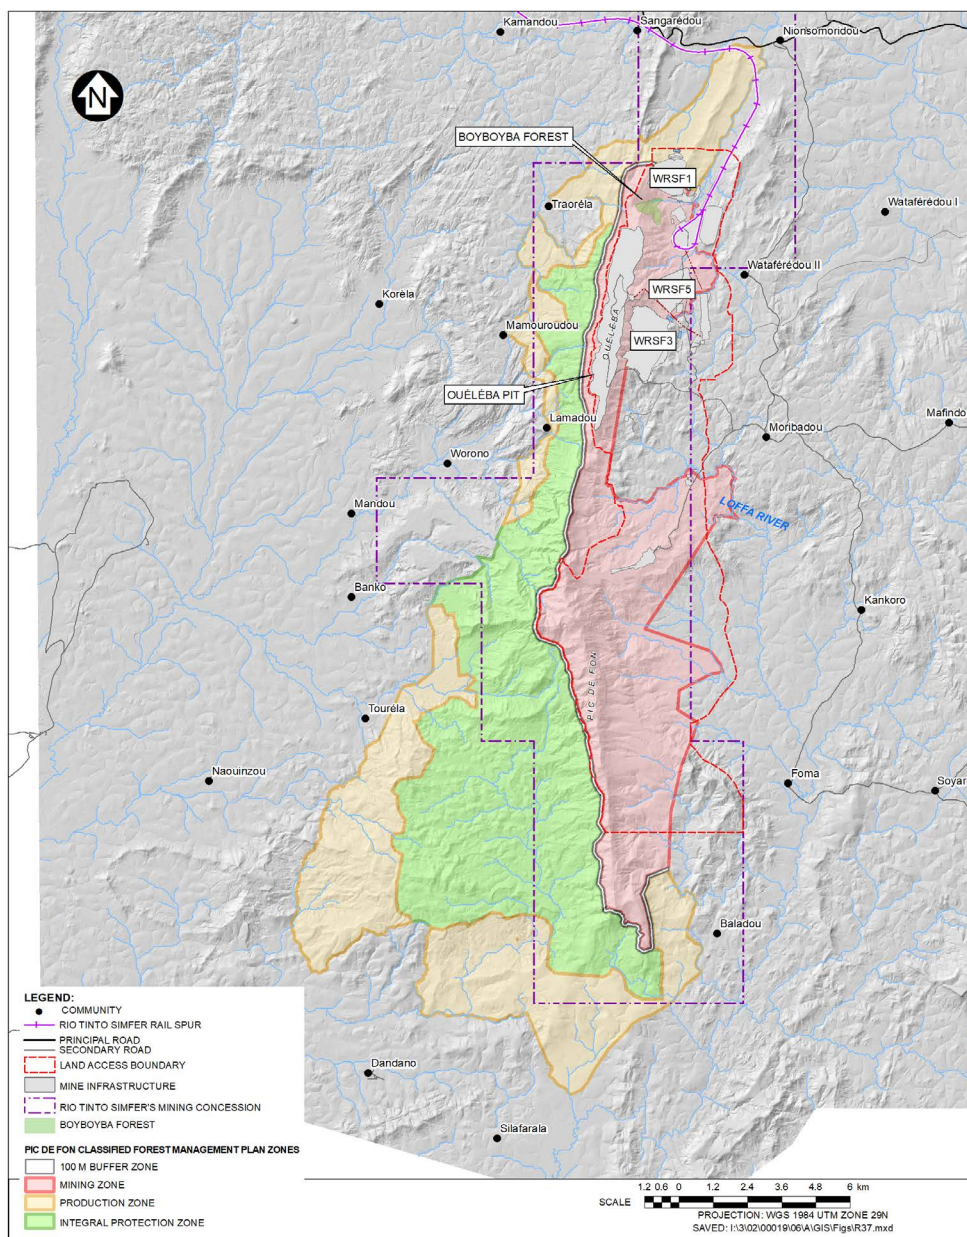 Kamandou
Sangarédou
Nionsomoridou
N
BOYBOYBA FOREST
WRSF1
Traoréla
Wataférédou I
Wataférédou II
Koréla
WRSF5
Mamouroudou
OUÉLÉBA
WRSF3
OUÉLÉBA PIT
Lamadou
Mafindo
Moribadou
Worono
Mandou
LOFFA RIVER
Banko
Kankoro
PIC DE FON
Touréla
Naouinzou
Foma
Soyar
Baladou
LEGEND:
COMMUNITY
RIO TINTO SIMFER RAIL SPUR
PRINCIPAL ROAD
SECONDARY ROAD
LAND ACCESS BOUNDARY
MINE INFRASTRUCTURE
RIO TINTO SIMFER'S MINING CONCESSION
BOYBOYBA FOREST
PIC DE FON CLASSIFIED FOREST MANAGEMENT PLAN ZONES
100 M BUFFER ZONE
MINING ZONE
PRODUCTION ZONE
INTEGRAL PROTECTION ZONE
Dandano
Silafarala
1.2 0.6 0 1.2 2.4 3.6 4.8 6 km
SCALE
PROJECTION: WGS 1984 UTM ZONE 29N
SAVED: I:\3\02\00019\06\A\GIS\Figs\R37.mxd